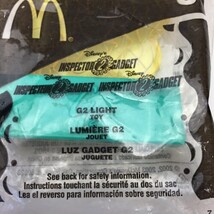 Disney's Disney's
INSPECTOR GADGET
INSPECTOR GADGET
G2 LIGHT
TOY
LUMIÈRE G2
JOUET
LUZ GADGET G2
JUGUETE
See back for safety information.
Instructions touchant la sécurité au dos du sac
Lea el reverso para información sobre seguridad.